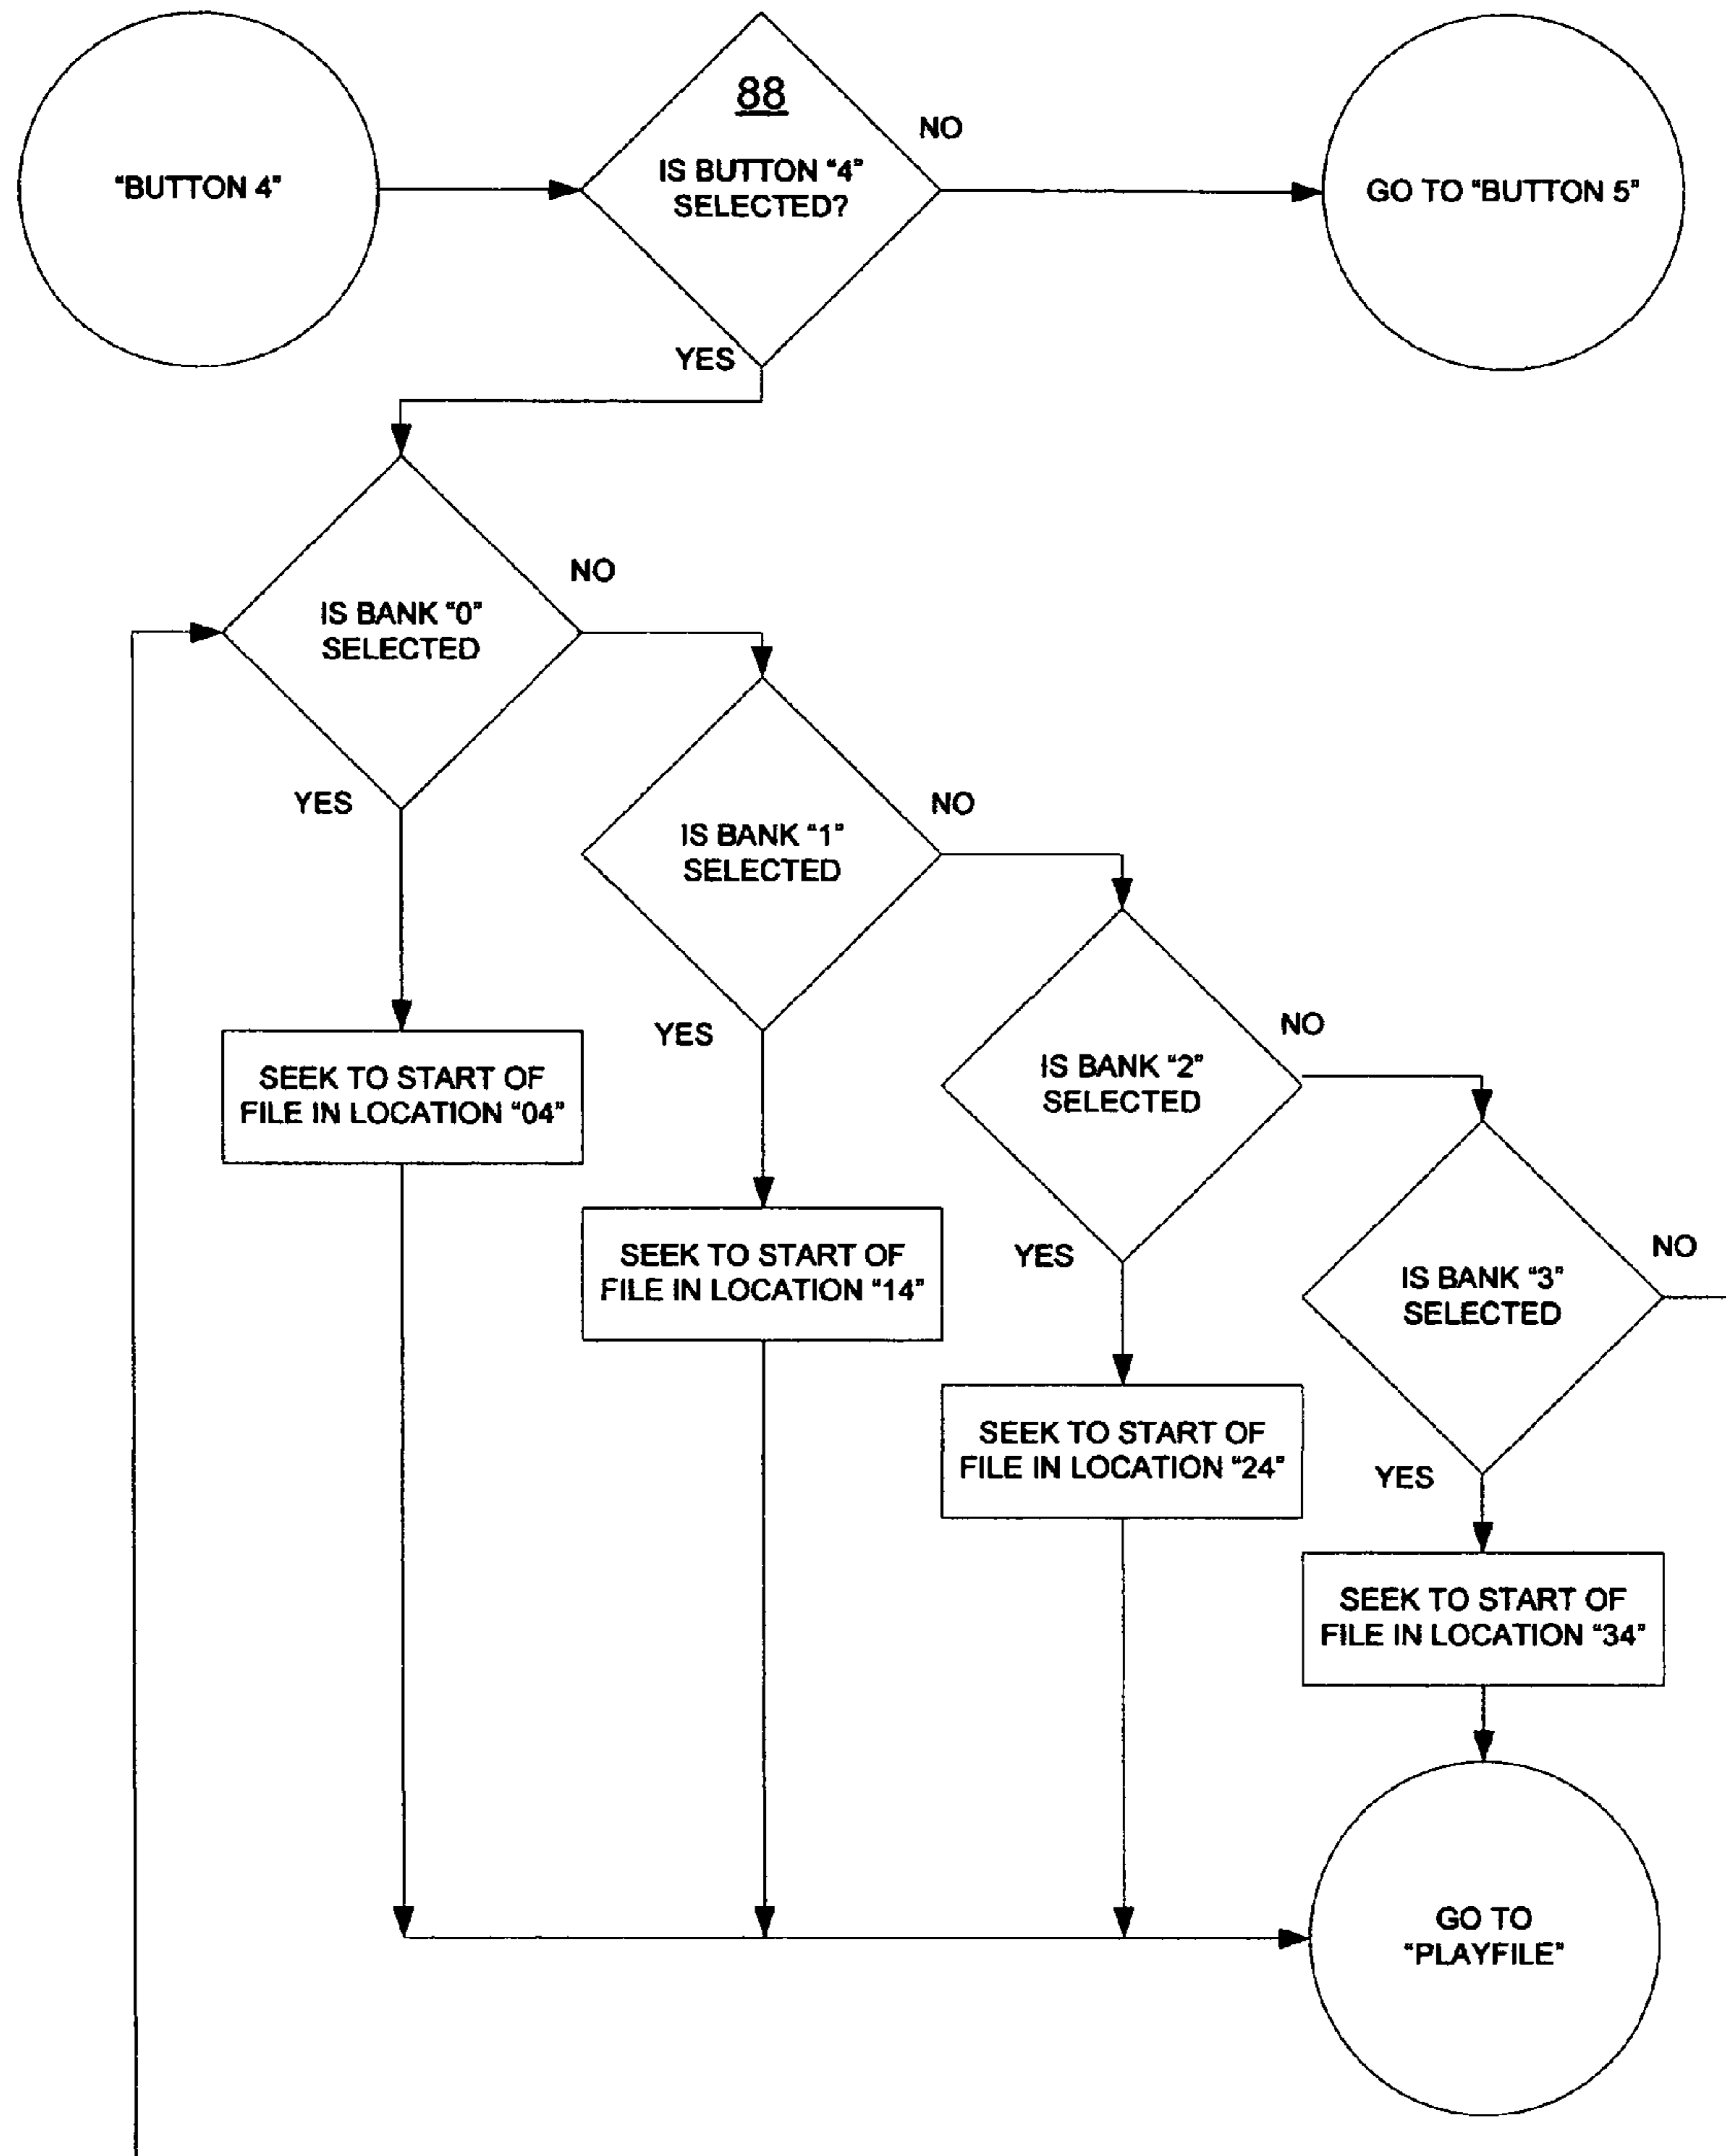 "BUTTON 4"
88
IS BUTTON "4"
SELECTED?
NO
GO TO "BUTTON 5"
YES
IS BANK "0"
SELECTED
NO
YES
IS BANK "1"
SELECTED
NO
YES
SEEK TO START OF
FILE IN LOCATION "04"
IS BANK "2"
SELECTED
NO
YES
SEEK TO START OF
FILE IN LOCATION "14"
IS BANK "3"
SELECTED
NO
YES
SEEK TO START OF
FILE IN LOCATION "24"
SEEK TO START OF
FILE IN LOCATION "34"
GO TO
"PLAYFILE"